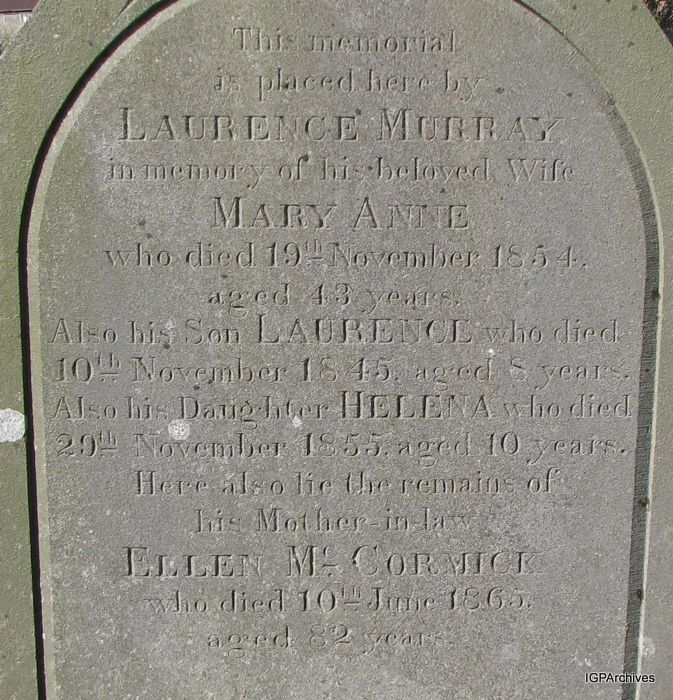 This memorial
is placed here by
LAURENCE MURRAY
in memory of his beloved Wife
MARY ANNE
who died 19th November 1854,
aged 43 years.
Also his Son LAURENCE who died
10th November 1845, aged 8 years.
Also his Daughter HELENA who died
29th November 1855, aged 10 years.
Here also lie the remains of
his Mother-in-law
ELLEN Mc CORMICK
who died 10th June 1865,
aged 82 years.
IGPArchives